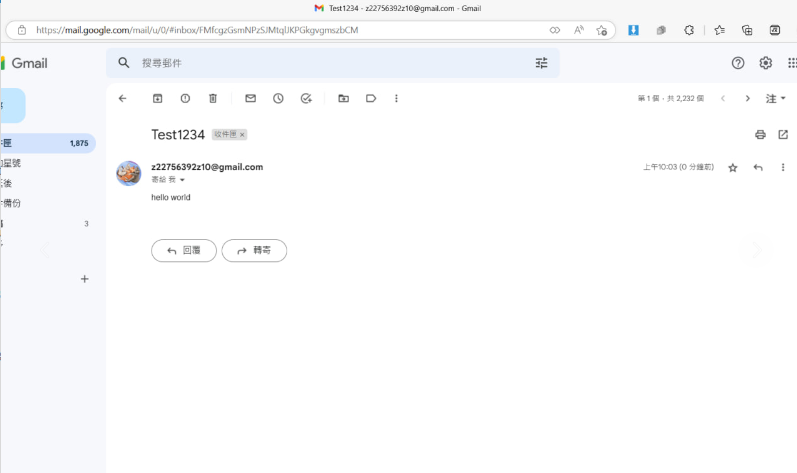 Test1234 - z22756392z10@gmail.com - Gmail
https://mail.google.com/mail/u/0/#inbox/FMfcgzGsmNPzSJMtqlJKPGkgvgmszbCM
Gmail
搜尋郵件
第 1 個，共 2,232 個
注
匣 1,875
Test1234 收件匣 ×
星號
z22756392z10@gmail.com 上午10:03 (0 分鐘前)
寄給 我
後
hello world
備份
3
回覆 轉寄